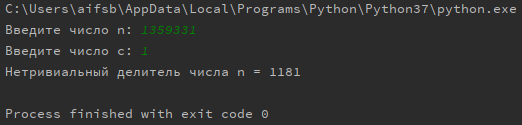 C:\Users\aifsb\AppData\Local\Programs\Python\Python37\python.exe
Введите число n: 1359331
Введите число c: 1
Нетривиальный делитель числа n = 1181
Process finished with exit code 0